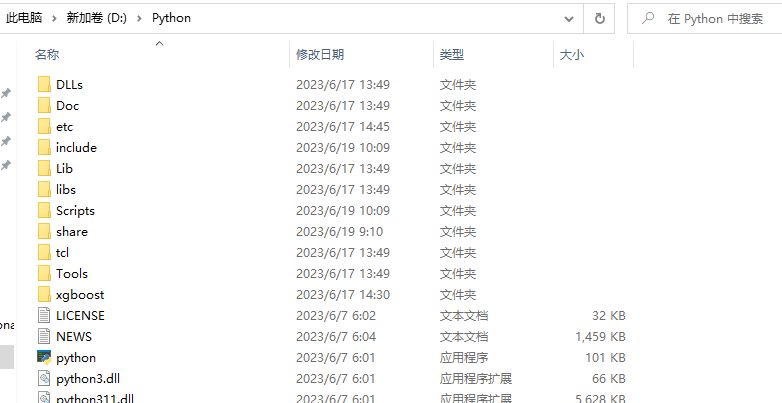 此电脑 > 新加卷 (D:) > Python 在 Python 中搜索
名称 修改日期 类型 大小
DLLs 2023/6/17 13:49 文件夹
Doc 2023/6/17 13:49 文件夹
etc 2023/6/17 14:45 文件夹
include 2023/6/19 10:09 文件夹
Lib 2023/6/17 13:49 文件夹
libs 2023/6/17 13:49 文件夹
Scripts 2023/6/19 10:09 文件夹
share 2023/6/19 9:10 文件夹
tcl 2023/6/17 13:49 文件夹
Tools 2023/6/17 13:49 文件夹
xgboost 2023/6/17 14:30 文件夹
LICENSE 2023/6/7 6:02 文本文档 32 KB
NEWS 2023/6/7 6:04 文本文档 1,459 KB
python 2023/6/7 6:01 应用程序 101 KB
python3.dll 2023/6/7 6:01 应用程序扩展 66 KB
python311.dll 2023/6/7 6:01 应用程序扩展 5,628 KB